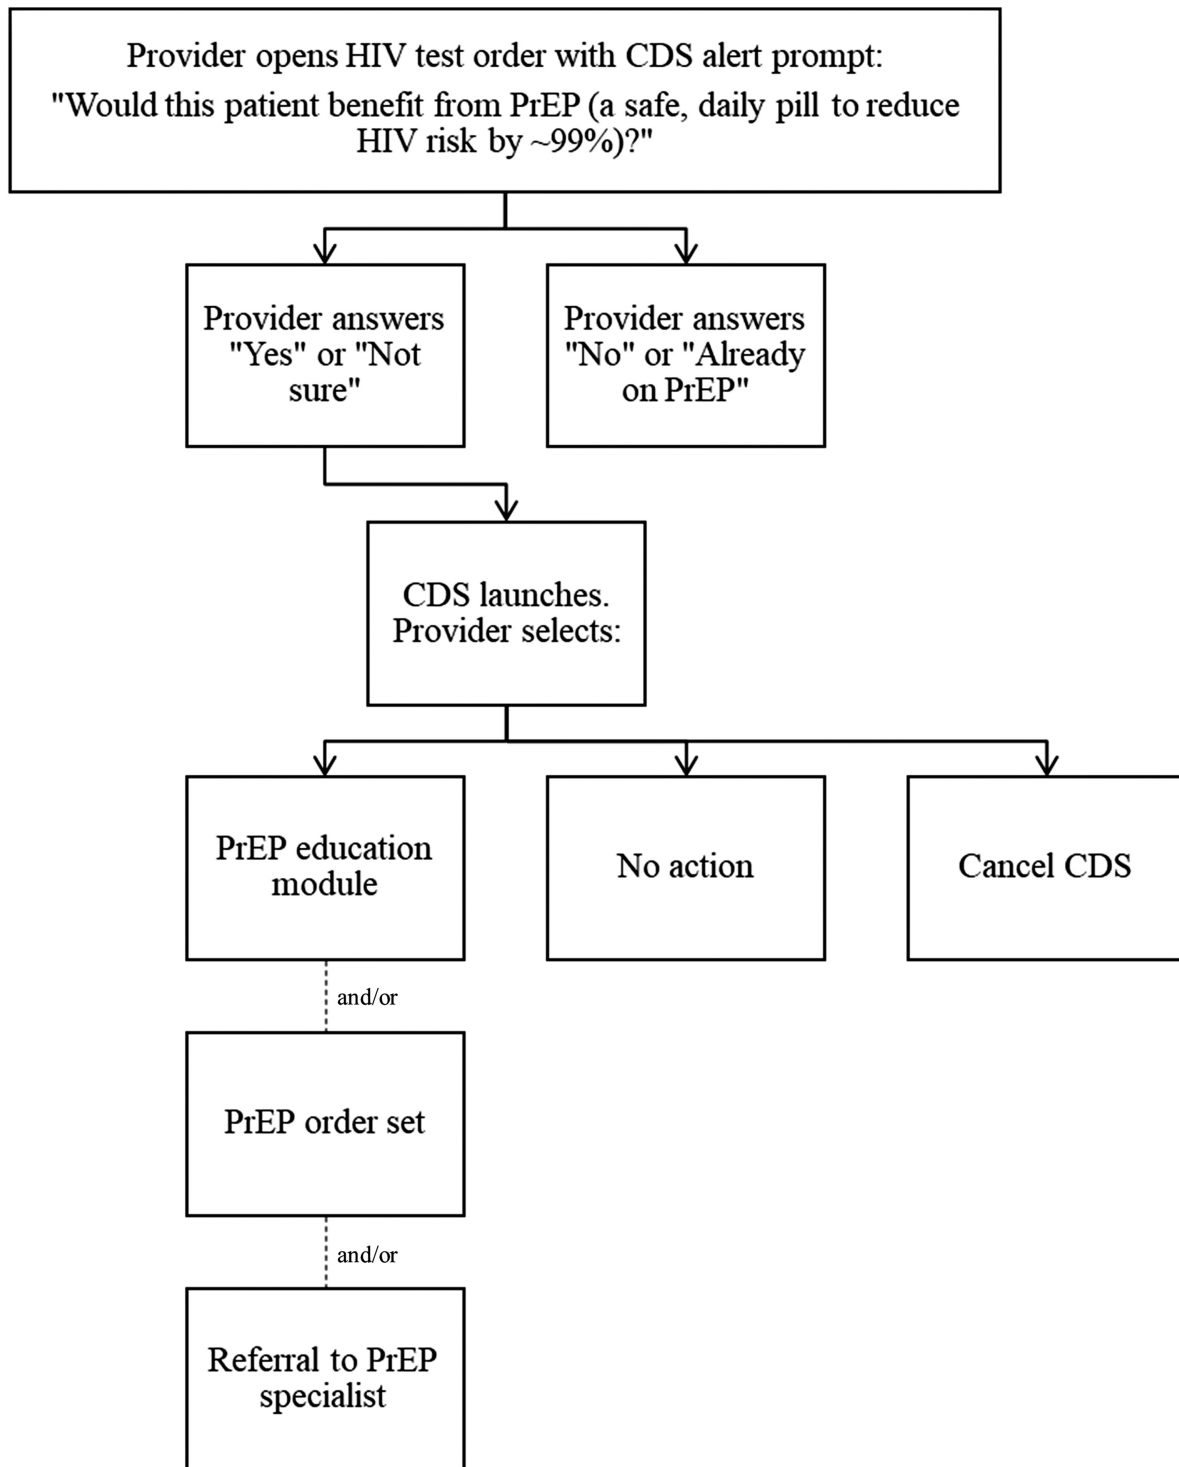 Provider opens HIV test order with CDS alert prompt:
"Would this patient benefit from PrEP (a safe, daily pill to reduce
HIV risk by ~99%)?"
Provider answers
"Yes" or "Not
sure"
Provider answers
"No" or "Already
on PrEP"
CDS launches.
Provider selects:
PrEP education
module
No action
Cancel CDS
and/or
PrEP order set
and/or
Referral to PrEP
specialist